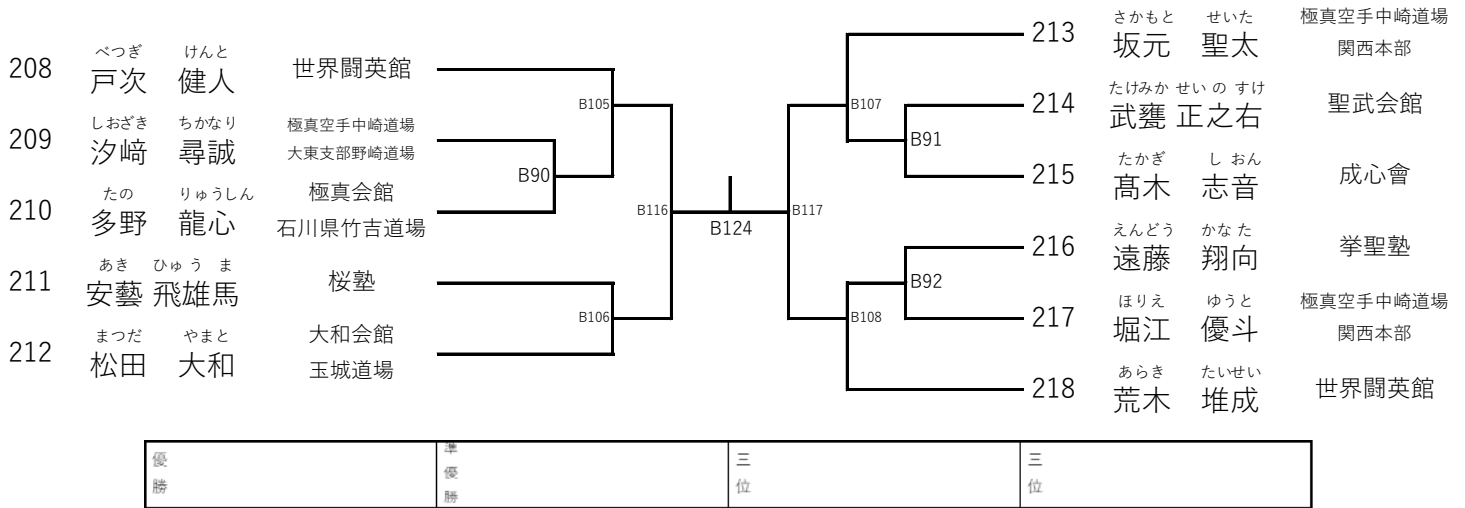 べつぎ けんと
208 戸次 健人 世界闘英館
しおざき ちかなり
209 汐﨑 尋誠 極真空手中崎道場
大東支部野崎道場
たの りゅうしん
210 多野 龍心 極真会館
石川県竹吉道場
あき ひゅうま
211 安藝 飛雄馬 桜塾
まつだ やまと
212 松田 大和 大和会館
玉城道場
B105
B90
B116
B106
B124
B117
B107
B91
B92
B108
さかもと せいた
213 坂元 聖太 極真空手中崎道場
関西本部
たけみか せいのすけ
214 武甕 正之右 聖武会館
たかぎ しおん
215 髙木 志音 成心會
えんどう かなた
216 遠藤 翔向 挙聖塾
ほりえ ゆうと
217 堀江 優斗 極真空手中崎道場
関西本部
あらき たいせい
218 荒木 堆成 世界闘英館
優勝
準優勝
三位
三位